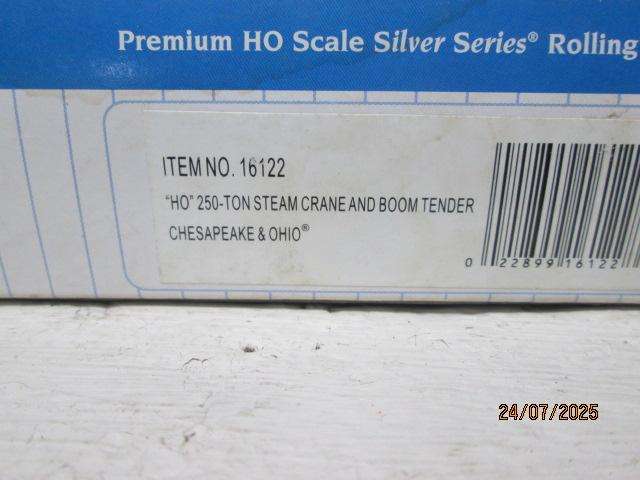 Premium HO Scale Silver Series® Rolling
ITEM NO. 16122
"HO" 250-TON STEAM CRANE AND BOOM TENDER
CHESAPEAKE & OHIO®
0 22899 16122
24/07/2025